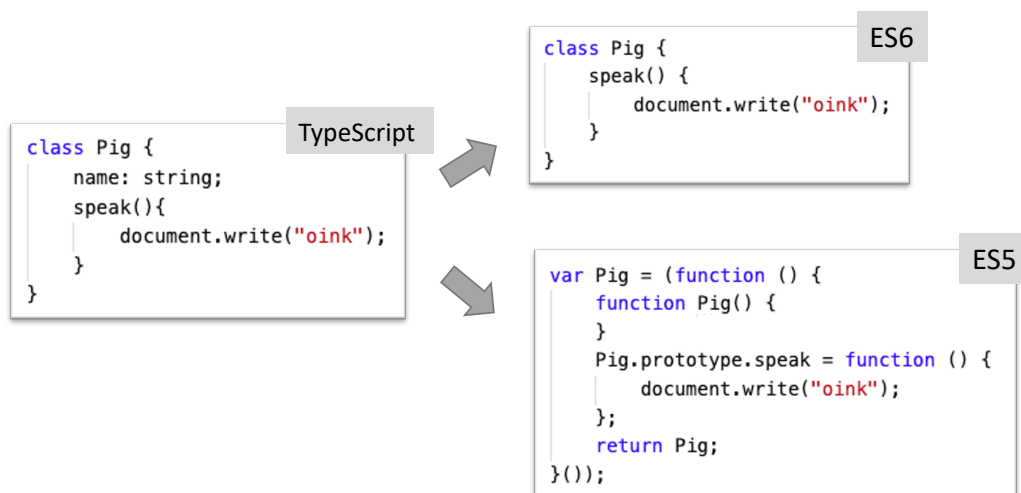 TypeScript
class Pig {
    name: string;
    speak(){
        document.write("oink");
    }
}
ES6
class Pig {
    speak() {
        document.write("oink");
    }
}
ES5
var Pig = (function () {
    function Pig() {
    }
    Pig.prototype.speak = function () {
        document.write("oink");
    };
    return Pig;
}());